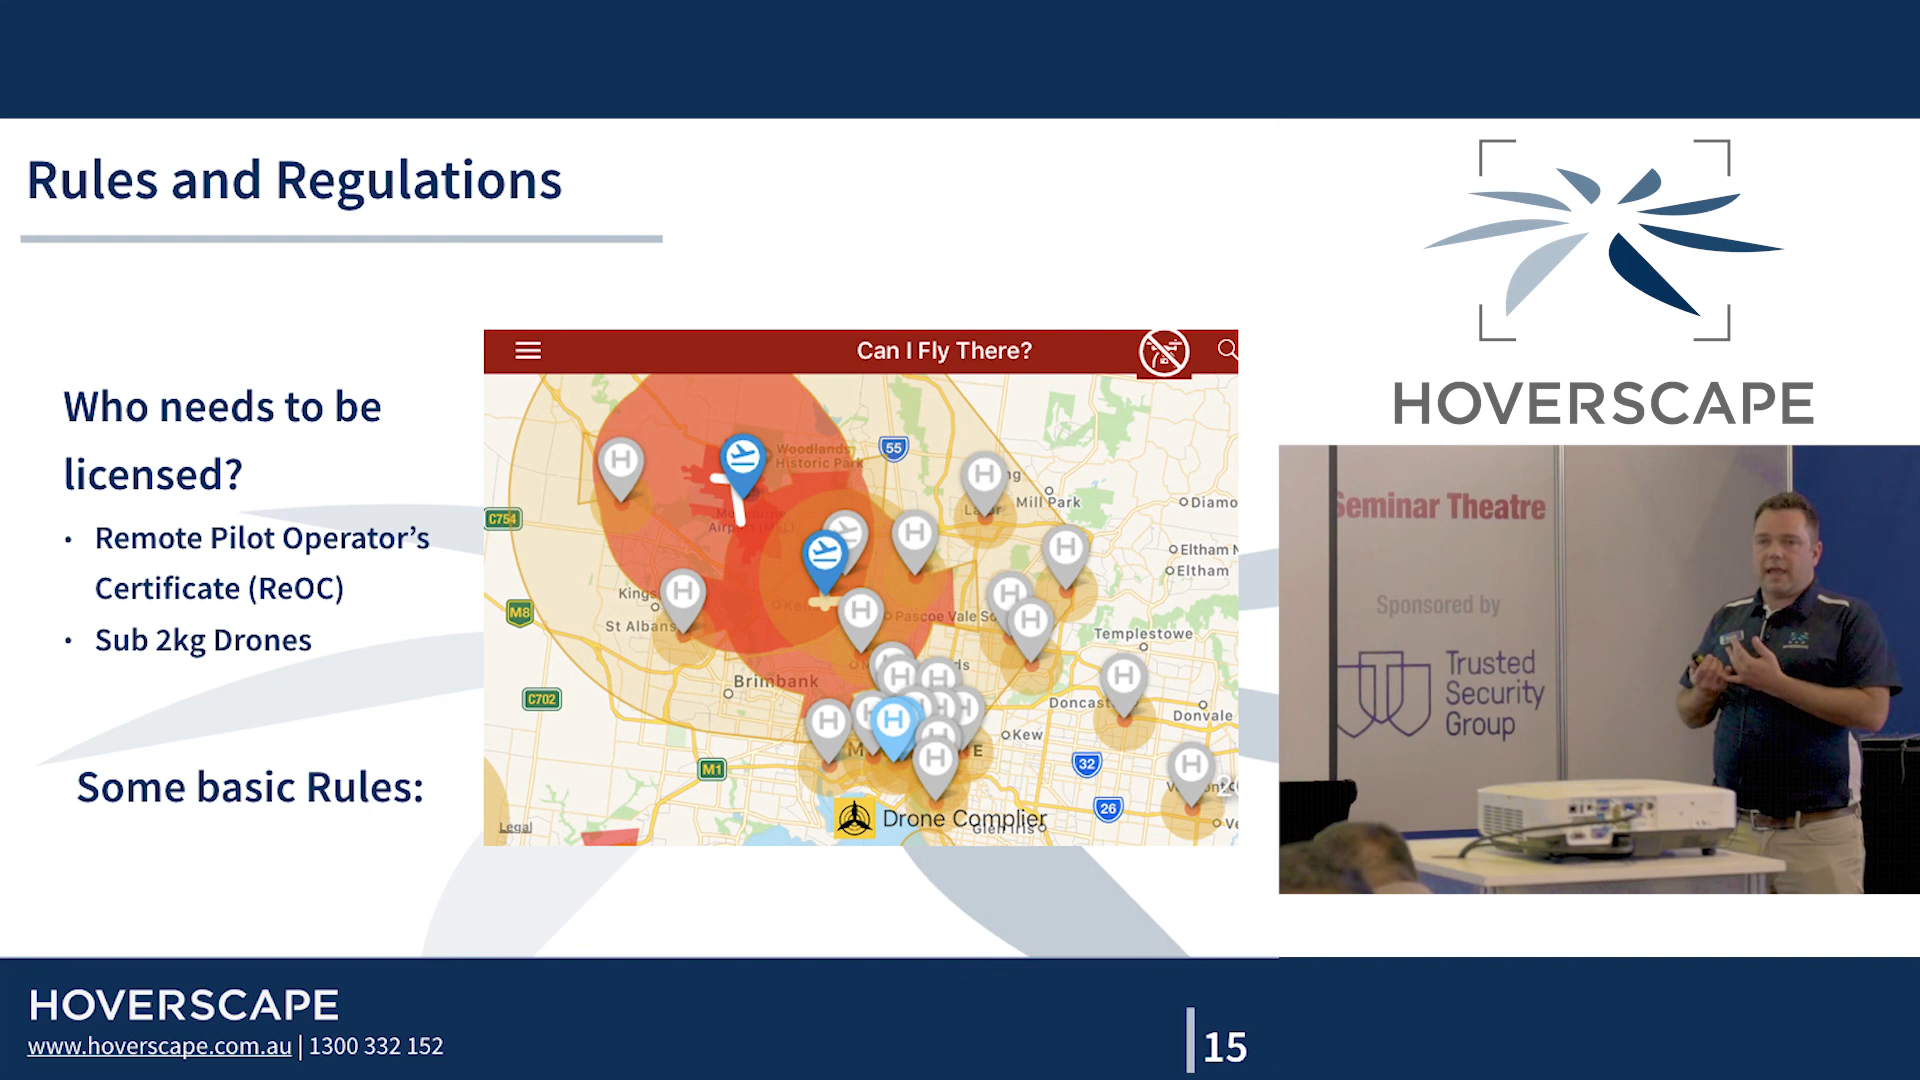 Rules and Regulations
HOVERSCAPE
Who needs to be
licensed?
• Remote Pilot Operator’s
Certificate (ReOC)
• Sub 2kg Drones
Some basic Rules:
Can I Fly There?
Woodlands
Historic Park
55
Mill Park
Diamo
C754
Eltham N
Eltham
M8
Kings
St Albans
Pascoe Vale So
Templestowe
Brimbank
C702
Doncast
Donvale
Kew
M1
32
26
Legal
Drone Complier
Glen Iris
Seminar Theatre
Sponsored by
Trusted
Security
Group
HOVERSCAPE
www.hoverscape.com.au | 1300 332 152
15